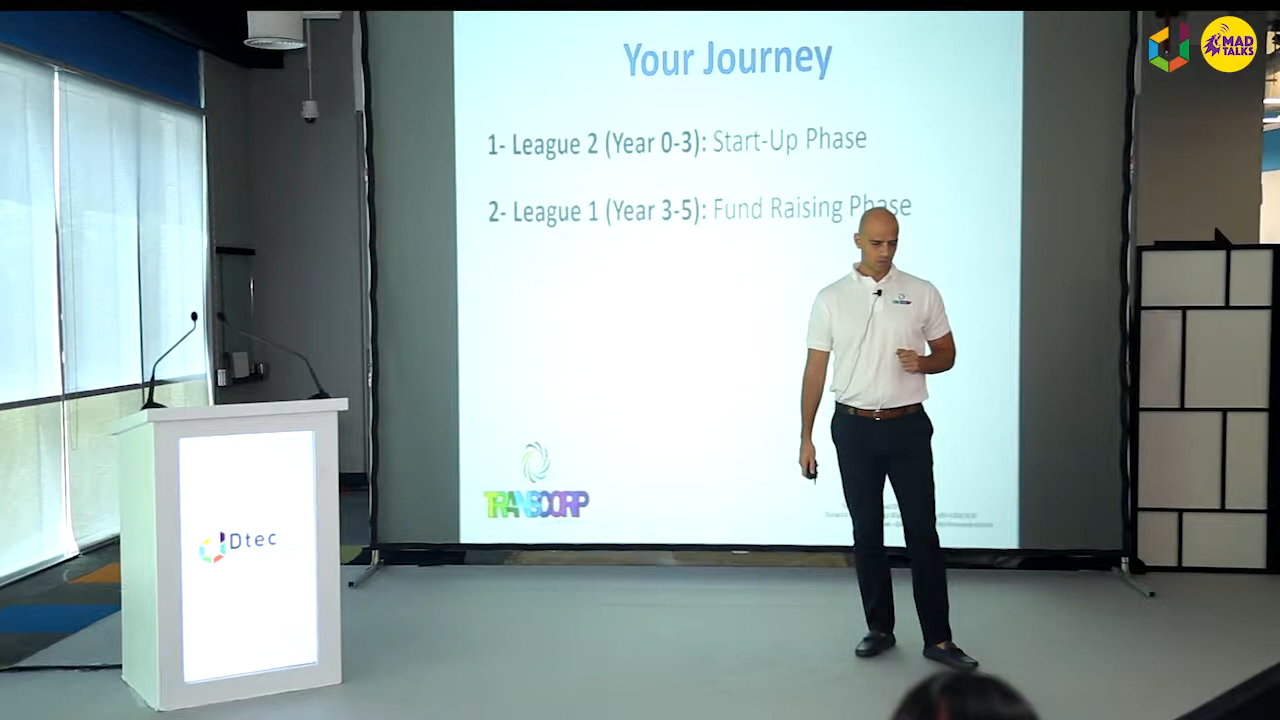 Your Journey
MAD
TALKS
1- League 2 (Year 0-3): Start-Up Phase
2- League 1 (Year 3-5): Fund Raising Phase
TRANSCORP
Dtec